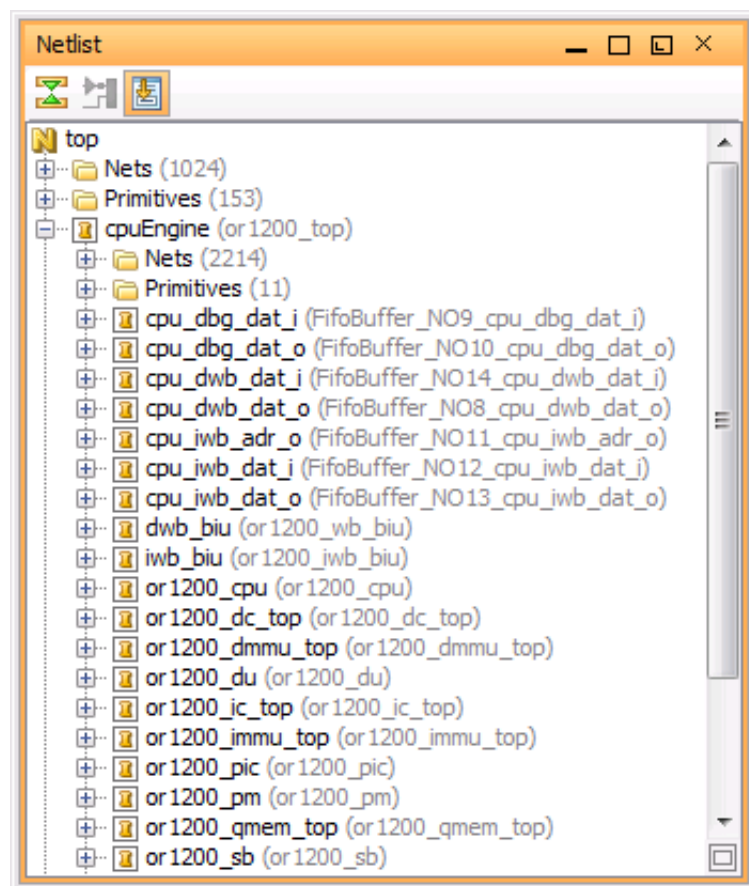 Netlist
top
Nets (1024)
Primitives (153)
cpuEngine (or1200_top)
Nets (2214)
Primitives (11)
cpu_dbg_dat_i (FifoBuffer_NO9_cpu_dbg_dat_i)
cpu_dbg_dat_o (FifoBuffer_NO10_cpu_dbg_dat_o)
cpu_dwb_dat_i (FifoBuffer_NO14_cpu_dwb_dat_i)
cpu_dwb_dat_o (FifoBuffer_NO8_cpu_dwb_dat_o)
cpu_iwb_adr_o (FifoBuffer_NO11_cpu_iwb_adr_o)
cpu_iwb_dat_i (FifoBuffer_NO12_cpu_iwb_dat_i)
cpu_iwb_dat_o (FifoBuffer_NO13_cpu_iwb_dat_o)
dwb_biu (or1200_wb_biu)
iwb_biu (or1200_iwb_biu)
or1200_cpu (or1200_cpu)
or1200_dc_top (or1200_dc_top)
or1200_dmmu_top (or1200_dmmu_top)
or1200_du (or1200_du)
or1200_ic_top (or1200_ic_top)
or1200_immu_top (or1200_immu_top)
or1200_pic (or1200_pic)
or1200_pm (or1200_pm)
or1200_qmem_top (or1200_qmem_top)
or1200_sb (or1200_sb)